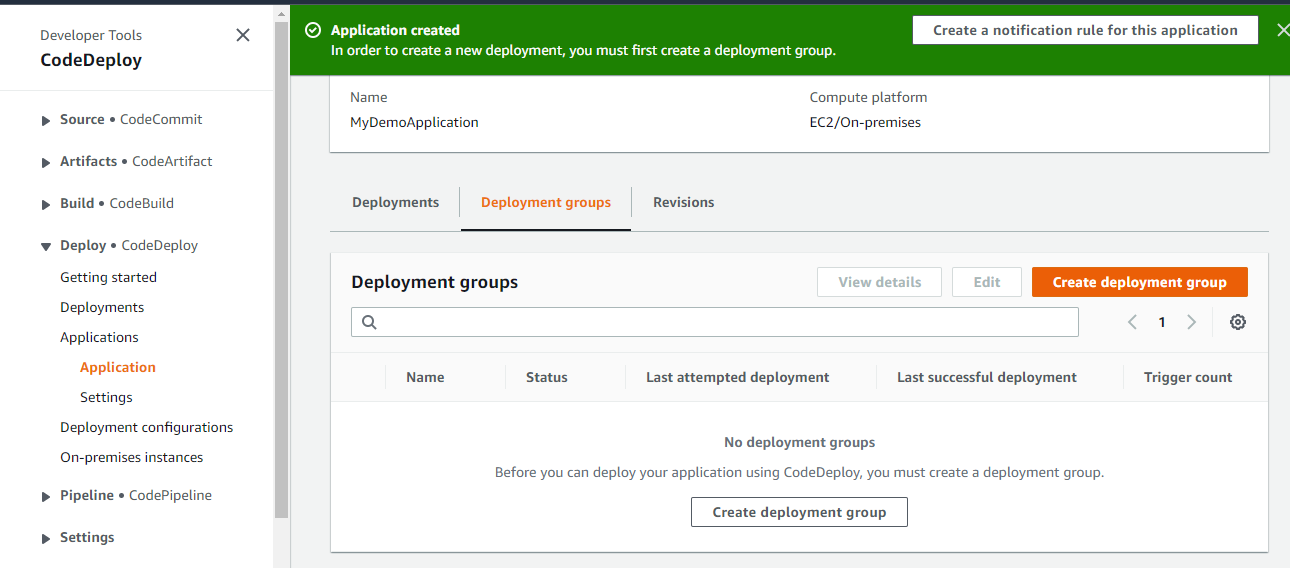 Developer Tools
CodeDeploy
Source • CodeCommit
Artifacts • CodeArtifact
Build • CodeBuild
Deploy • CodeDeploy
Getting started
Deployments
Applications
Application
Settings
Deployment configurations
On-premises instances
Pipeline • CodePipeline
Settings
Application created
In order to create a new deployment, you must first create a deployment group.
Create a notification rule for this application
Name
MyDemoApplication
Compute platform
EC2/On-premises
Deployments
Deployment groups
Revisions
Deployment groups
View details
Edit
Create deployment group
1
Name
Status
Last attempted deployment
Last successful deployment
Trigger count
No deployment groups
Before you can deploy your application using CodeDeploy, you must create a deployment group.
Create deployment group